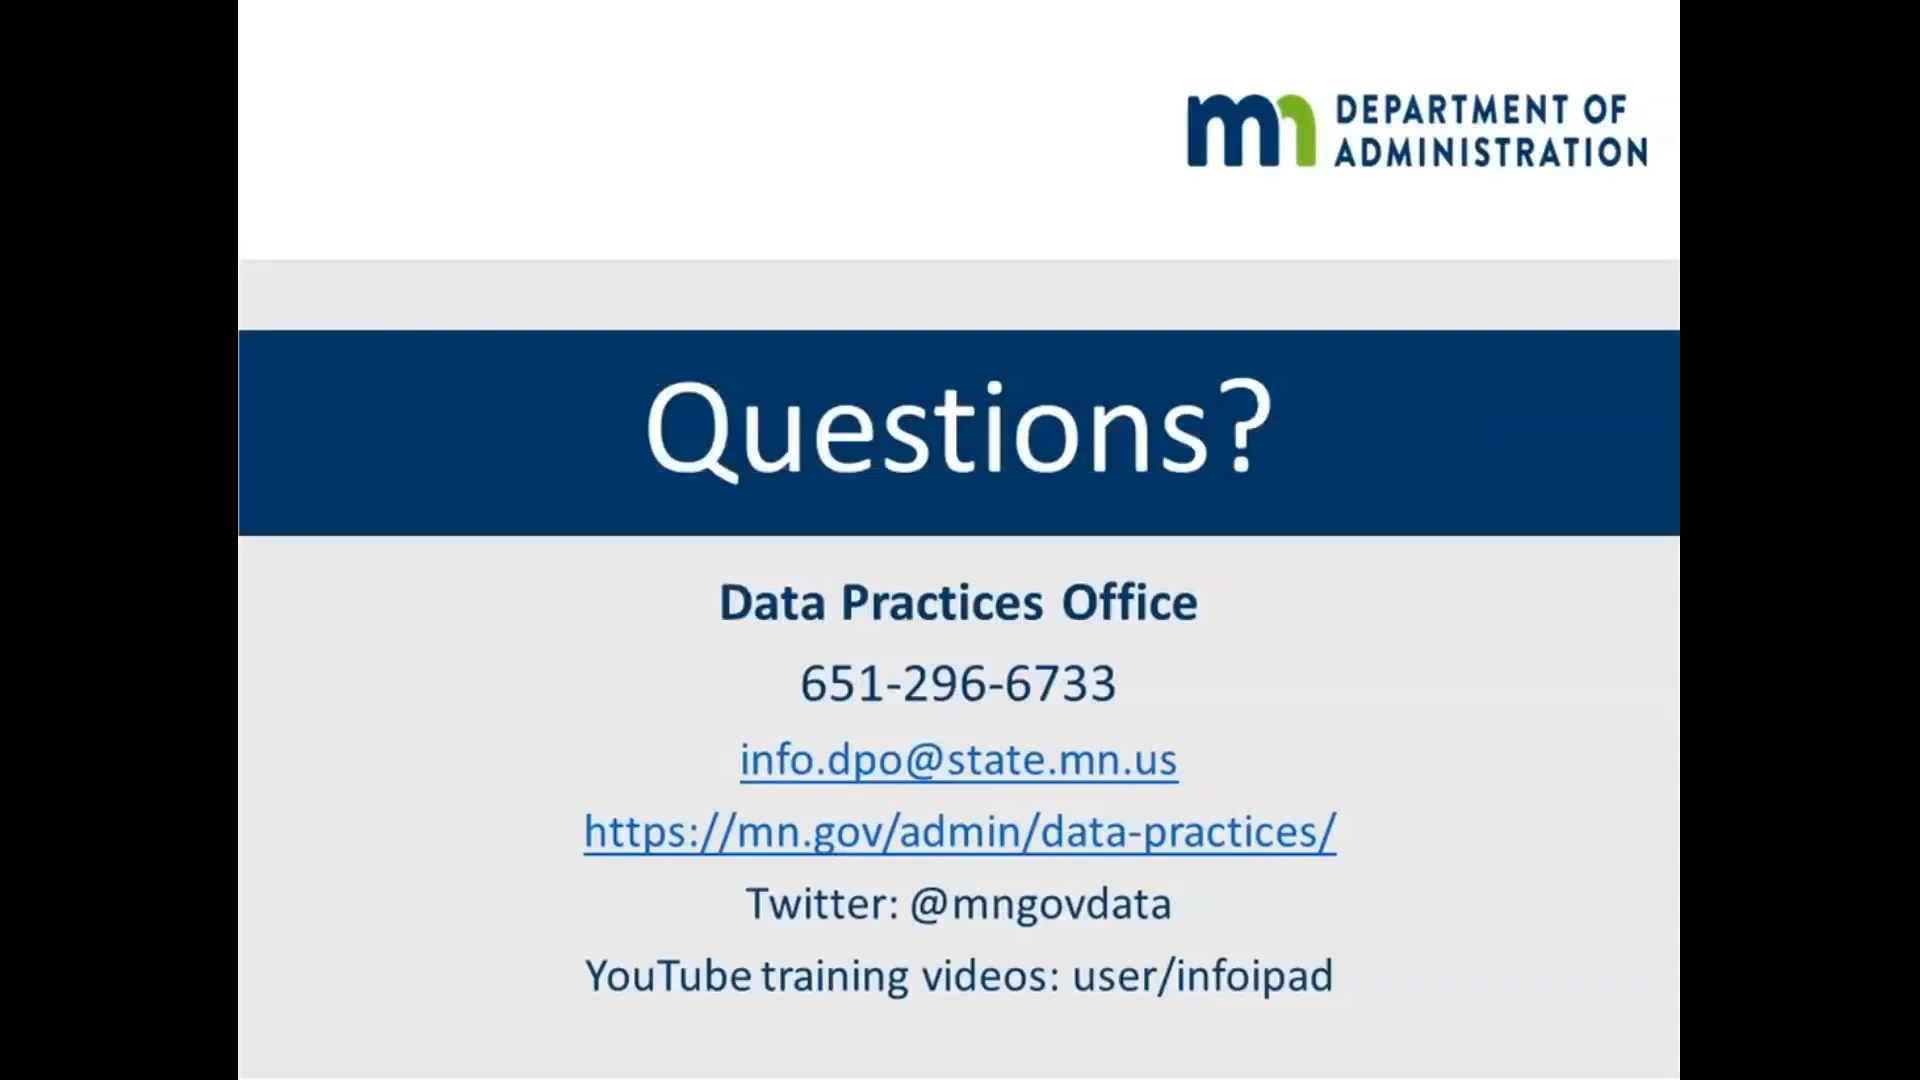 mn DEPARTMENT OF
ADMINISTRATION
Questions?
Data Practices Office
651-296-6733
info.dpo@state.mn.us
https://mn.gov/admin/data-practices/
Twitter: @mngovdata
YouTube training videos: user/infoipad